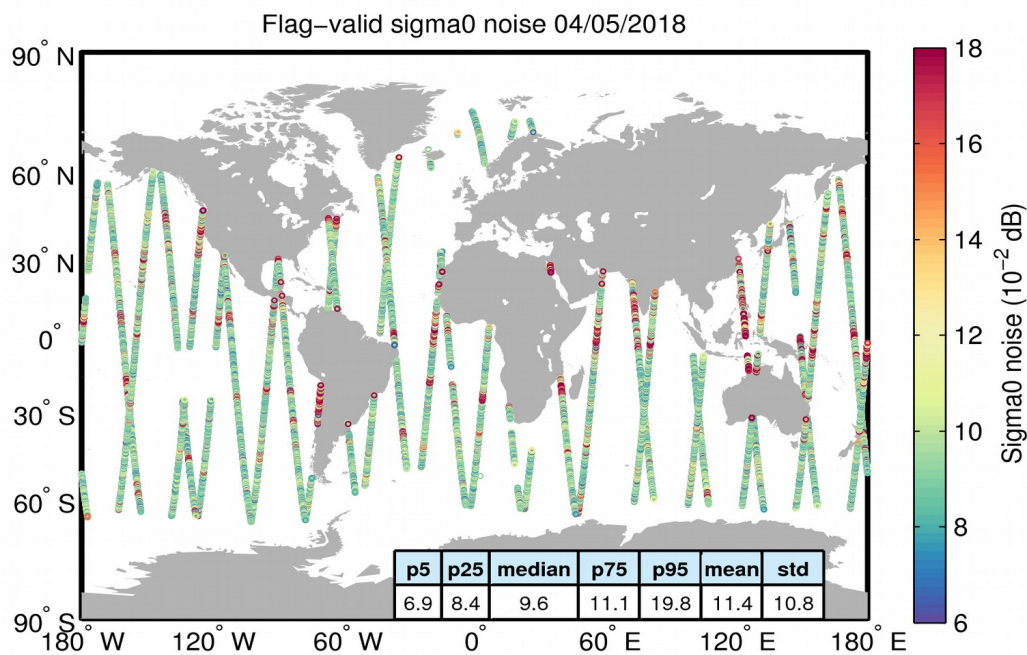 Flag−valid sigma0 noise 04/05/2018
90° N
60° N
30° N
0°
30° S
60° S
90° S
180° W
120° W
60° W
0°
60° E
120° E
180° E
p5 p25 median p75 p95 mean std
6.9 8.4 9.6 11.1 19.8 11.4 10.8
18
16
14
12
10
8
6
Sigma0 noise (10⁻² dB)